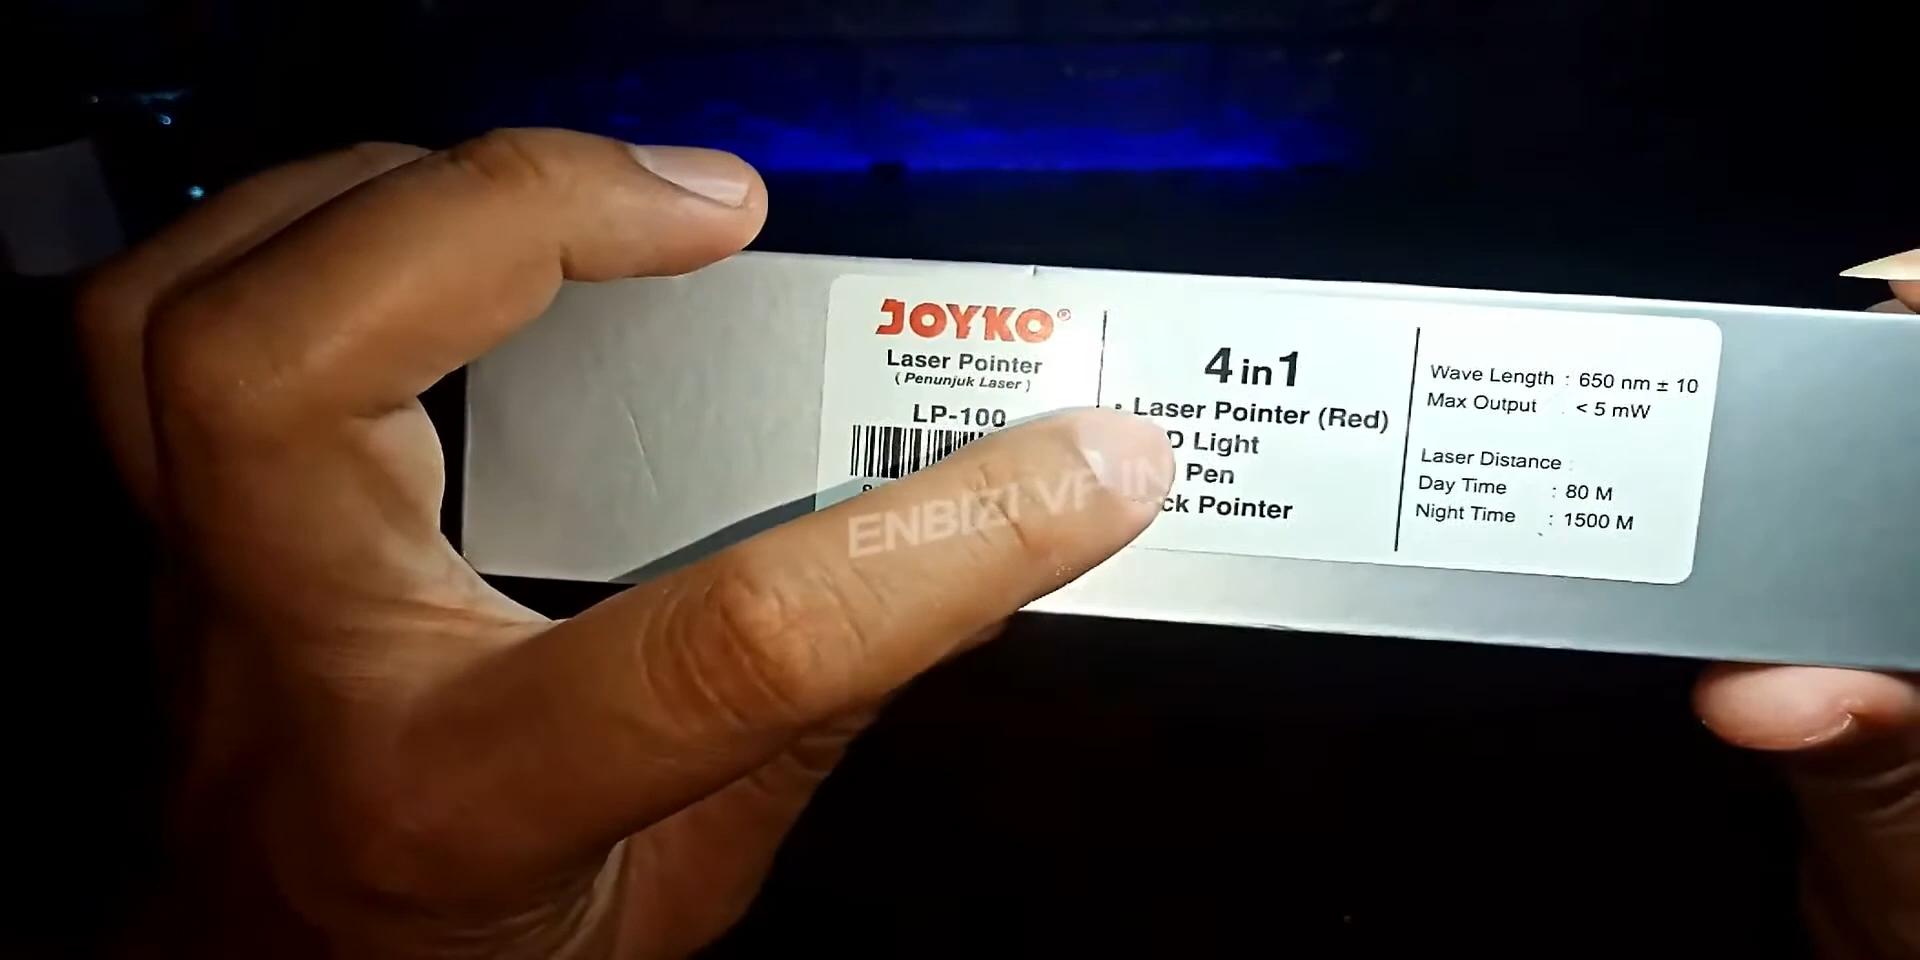 JOYKO®
Laser Pointer
( Penunjuk Laser )
LP-100
4 in 1
• Laser Pointer (Red)
Light
Pen
Pointer
Wave Length : 650 nm ± 10
Max Output : < 5 mW
Laser Distance :
Day Time : 80 M
Night Time : 1500 M
ENBIZI